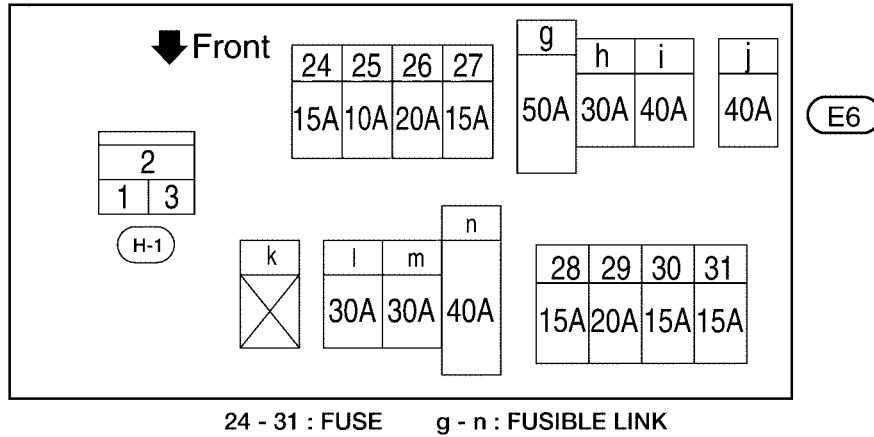 Front
24 25 26 27
15A 10A 20A 15A
g h i j
50A 30A 40A 40A
E6
2
1 3
H-1
k l m n
30A 30A 40A
28 29 30 31
15A 20A 15A 15A
24 - 31 : FUSE g - n : FUSIBLE LINK